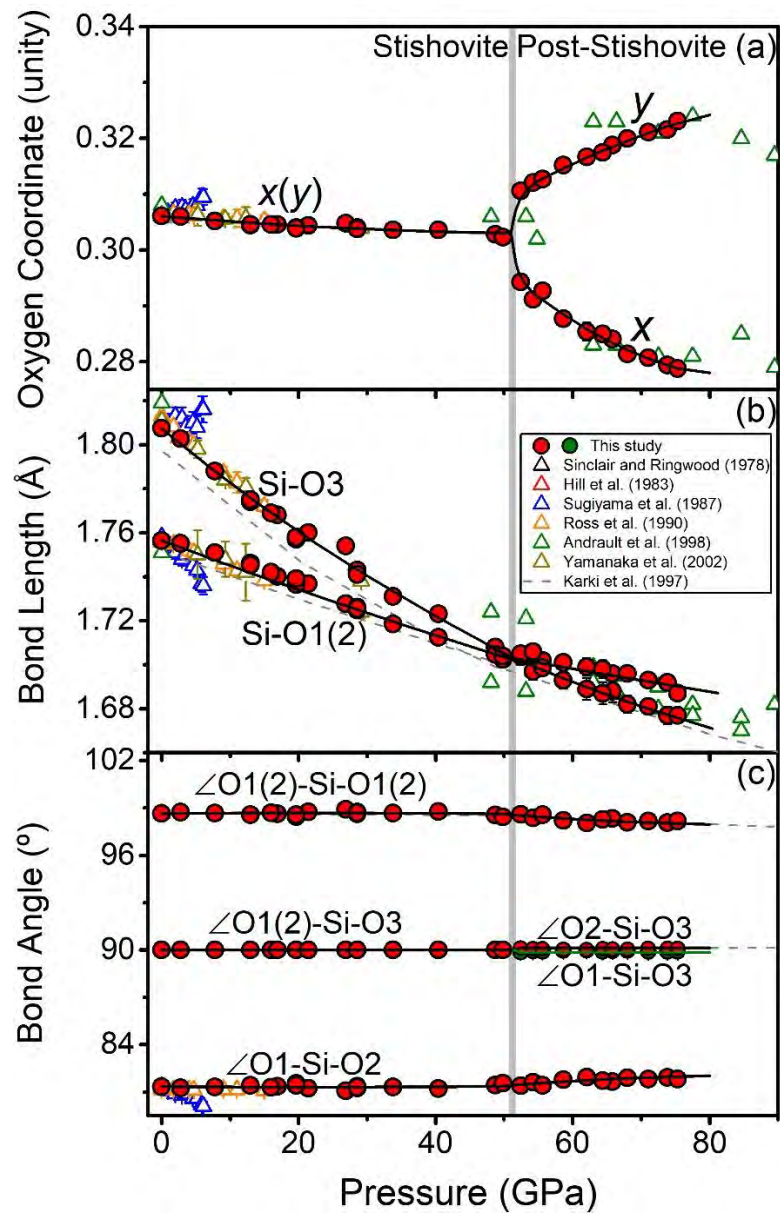 0.34
Stishovite
Post-Stishovite (a)
y
0.32
x(y)
0.30
x
0.28
Oxygen Coordinate (unity)
(b)
1.80
Si-O3
This study
Sinclair and Ringwood (1978)
Hill et al. (1983)
Sugiyama et al. (1987)
Ross et al. (1990)
Andrault et al. (1998)
Yamanaka et al. (2002)
Karki et al. (1997)
1.76
Si-O1(2)
1.72
1.68
Bond Length (Å)
102
(c)
∠O1(2)-Si-O1(2)
96
∠O1(2)-Si-O3
∠O2-Si-O3
90
∠O1-Si-O3
84
∠O1-Si-O2
Bond Angle (º)
0
20
40
60
80
Pressure (GPa)